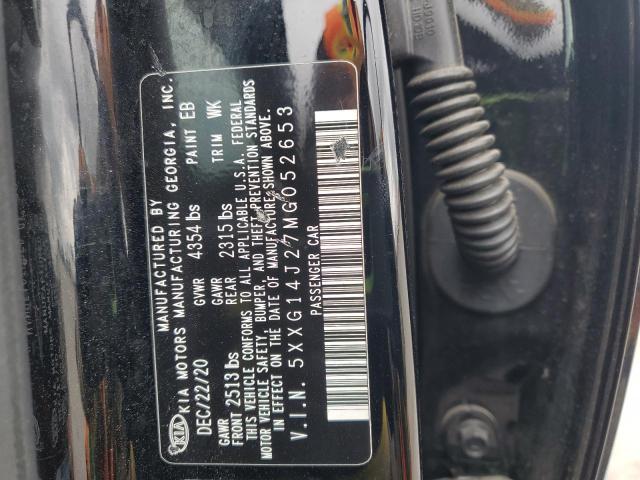 KIA
MANUFACTURED BY
KIA MOTORS MANUFACTURING GEORGIA, INC.
DEC/22/20 GVWR 4354 lbs PAINT EB
GAWR FRONT 2513 lbs GAWR REAR 2315 lbs TRIM WK
THIS VEHICLE CONFORMS TO ALL APPLICABLE U.S.A. FEDERAL
MOTOR VEHICLE SAFETY, BUMPER, AND THEFT PREVENTION STANDARDS
IN EFFECT ON THE DATE OF MANUFACTURE SHOWN ABOVE.
V.I.N. 5XXG14J27MG052653
PASSENGER CAR